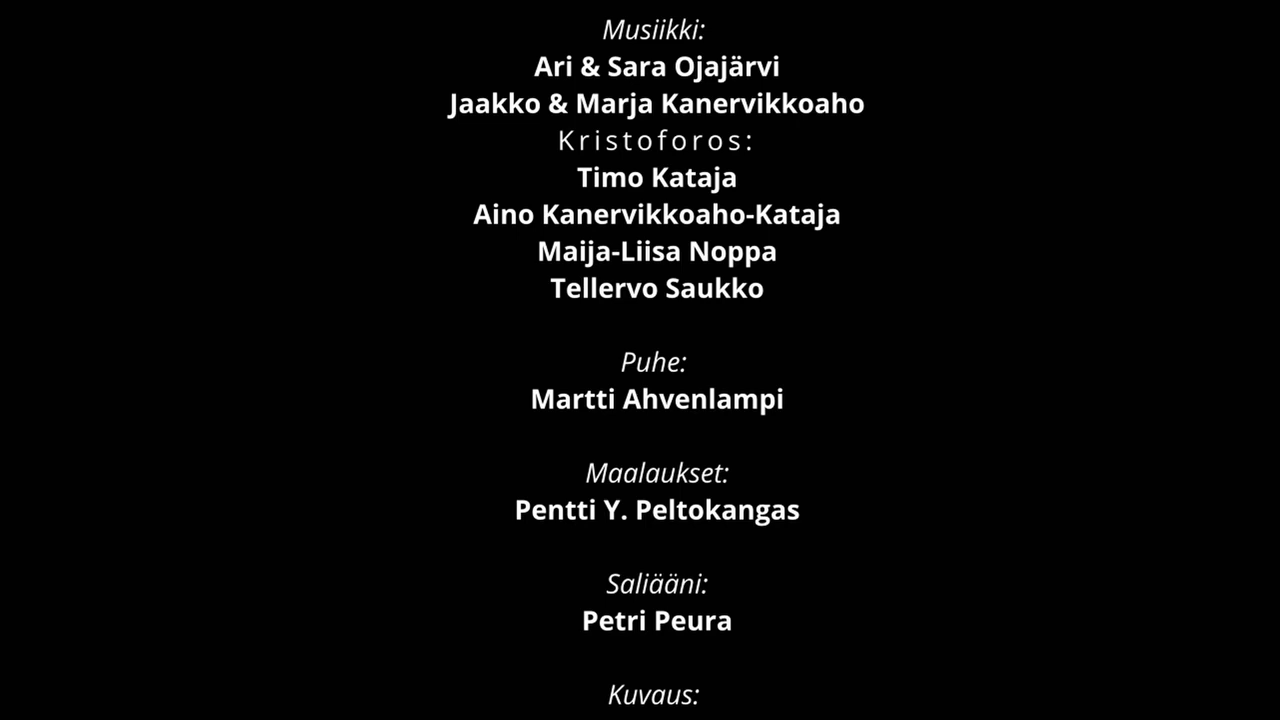 Musiikki:
Ari & Sara Ojajärvi
Jaakko & Marja Kanervikkoaho
Kristoforos:
Timo Kataja
Aino Kanervikkoaho-Kataja
Maija-Liisa Noppa
Tellervo Saukko
Puhe:
Martti Ahvenlampi
Maalaukset:
Pentti Y. Peltokangas
Saliääni:
Petri Peura
Kuvaus: